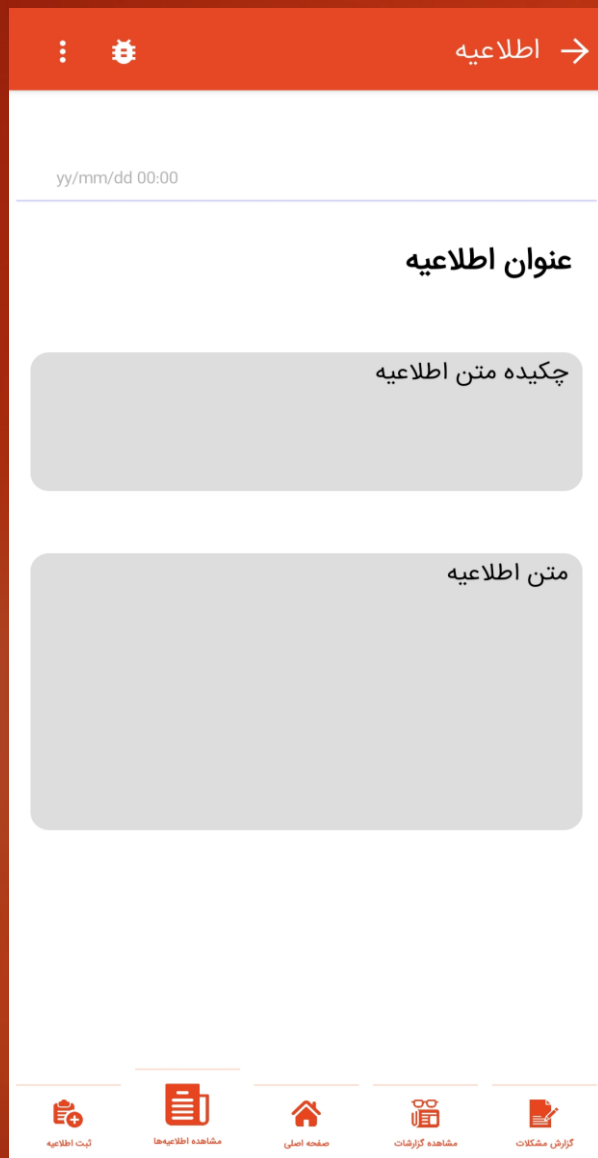 اطلاعیه
yy/mm/dd 00:00
عنوان اطلاعیه
چکیده متن اطلاعیه
متن اطلاعیه
گزارش مشکلات
مشاهده گزارشات
صفحه اصلی
مشاهده اطلاعیه‌ها
ثبت اطلاعیه